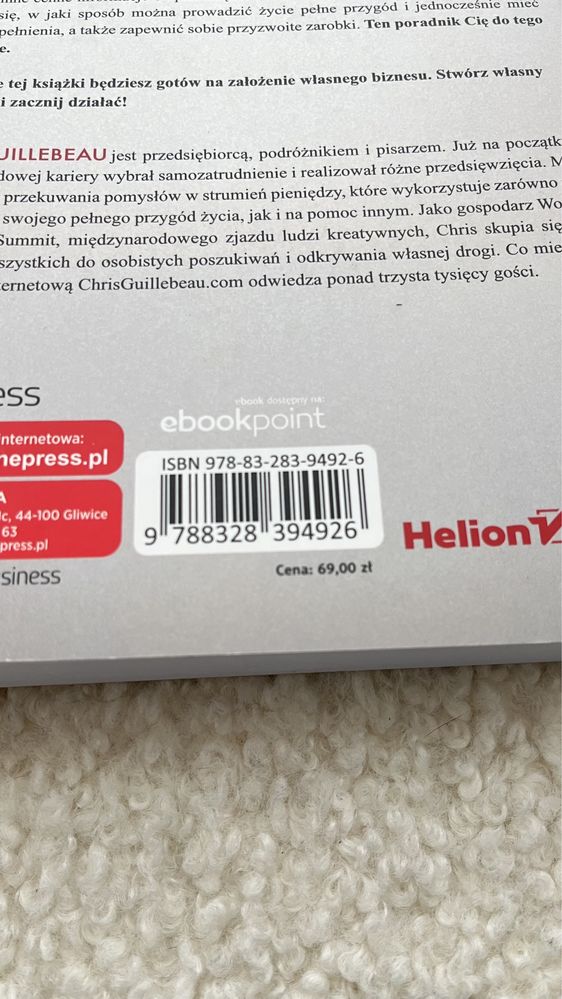 się, w jaki sposób można prowadzić życie pełne przygód i jednocześnie mieć
pełnienia, a także zapewnić sobie przyzwoite zarobki. Ten poradnik Cię do tego
e.
e tej książki będziesz gotów na założenie własnego biznesu. Stwórz własny
i zacznij działać!
UILLEBEAU jest przedsiębiorcą, podróżnikiem i pisarzem. Już na początk
dowej kariery wybrał samozatrudnienie i realizował różne przedsięwzięcia. M
przekuwania pomysłów w strumień pieniędzy, które wykorzystuje zarówno
swojego pełnego przygód życia, jak i na pomoc innym. Jako gospodarz Wo
Summit, międzynarodowego zjazdu ludzi kreatywnych, Chris skupia się
szystkich do osobistych poszukiwań i odkrywania własnej drogi. Co mie
ernetową ChrisGuillebeau.com odwiedza ponad trzysta tysięcy gości.
ess
internetowa:
nepress.pl
A
1c, 44-100 Gliwice
63
press.pl
siness
ebook dostępny na:
ebookpoint
ISBN 978-83-283-9492-6
9 788328 394926
Cena: 69,00 zł
Helion